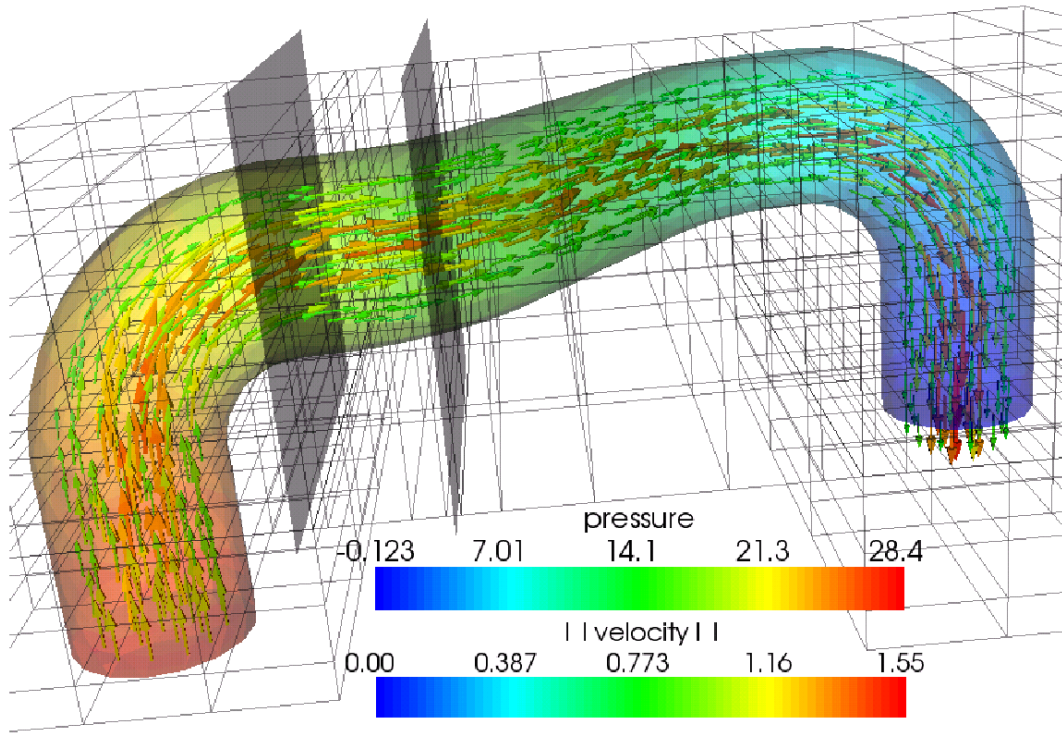 pressure
-0.123 7.01 14.1 21.3 28.4
| | velocity | |
0.00 0.387 0.773 1.16 1.55